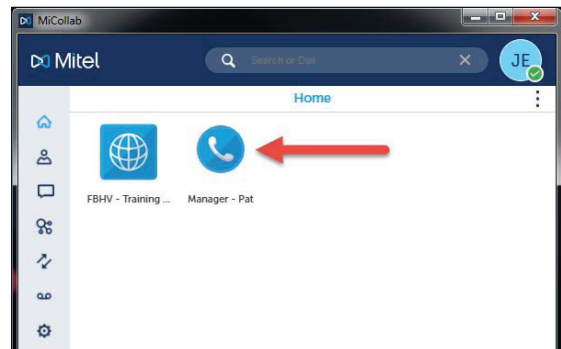 MiCollab
Mitel
Search or Dial
JE
Home
FBHV - Training ...
Manager - Pat